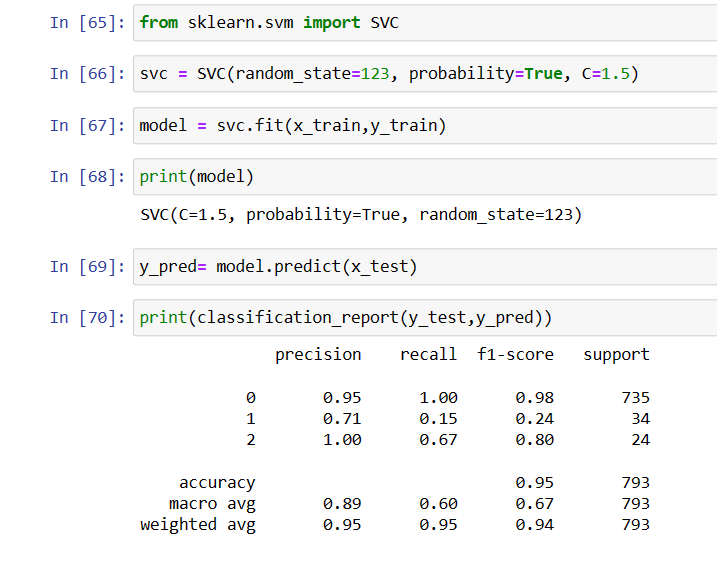 In [65]: from sklearn.svm import SVC
In [66]: svc = SVC(random_state=123, probability=True, C=1.5)
In [67]: model = svc.fit(x_train,y_train)
In [68]: print(model)
SVC(C=1.5, probability=True, random_state=123)
In [69]: y_pred= model.predict(x_test)
In [70]: print(classification_report(y_test,y_pred))
precision recall f1-score support
0 0.95 1.00 0.98 735
1 0.71 0.15 0.24 34
2 1.00 0.67 0.80 24
accuracy 0.95 793
macro avg 0.89 0.60 0.67 793
weighted avg 0.95 0.95 0.94 793